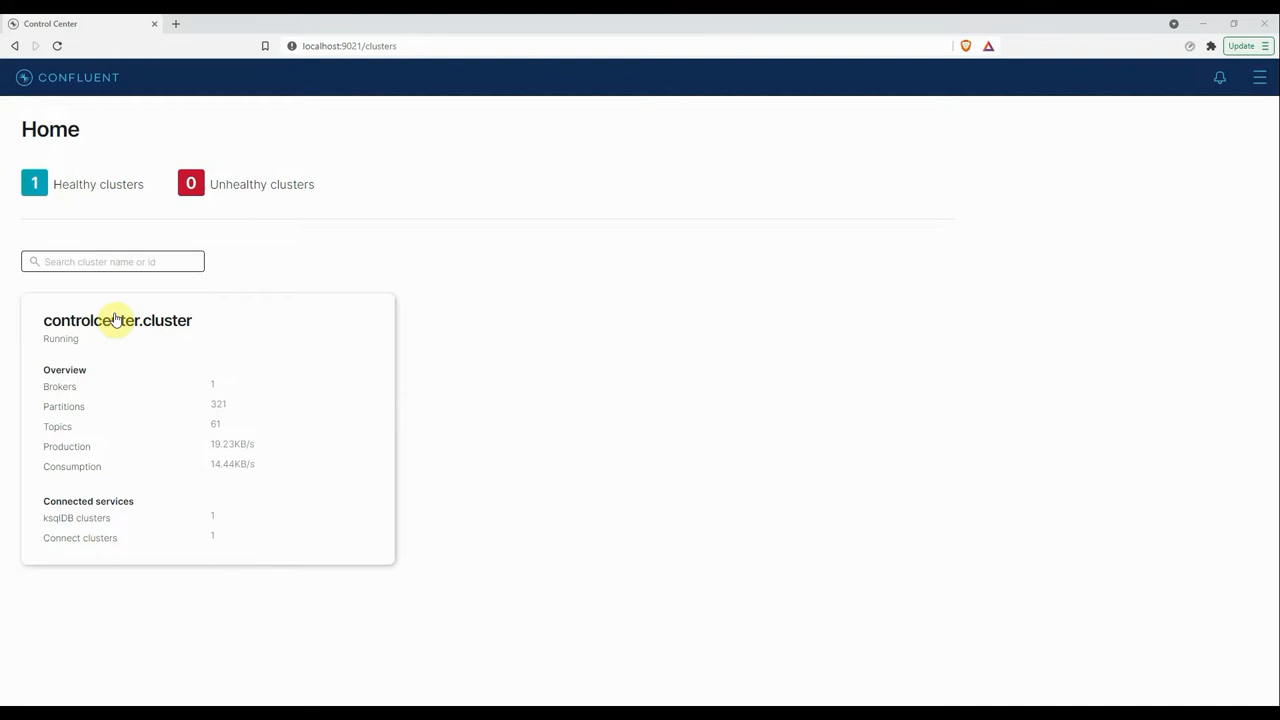 Control Center
localhost:9021/clusters
Update
CONFLUENT
Home
1 Healthy clusters 0 Unhealthy clusters
Search cluster name or id
controlcenter.cluster
Running
Overview
Brokers 1
Partitions 321
Topics 61
Production 19.23KB/s
Consumption 14.44KB/s
Connected services
ksqlDB clusters 1
Connect clusters 1